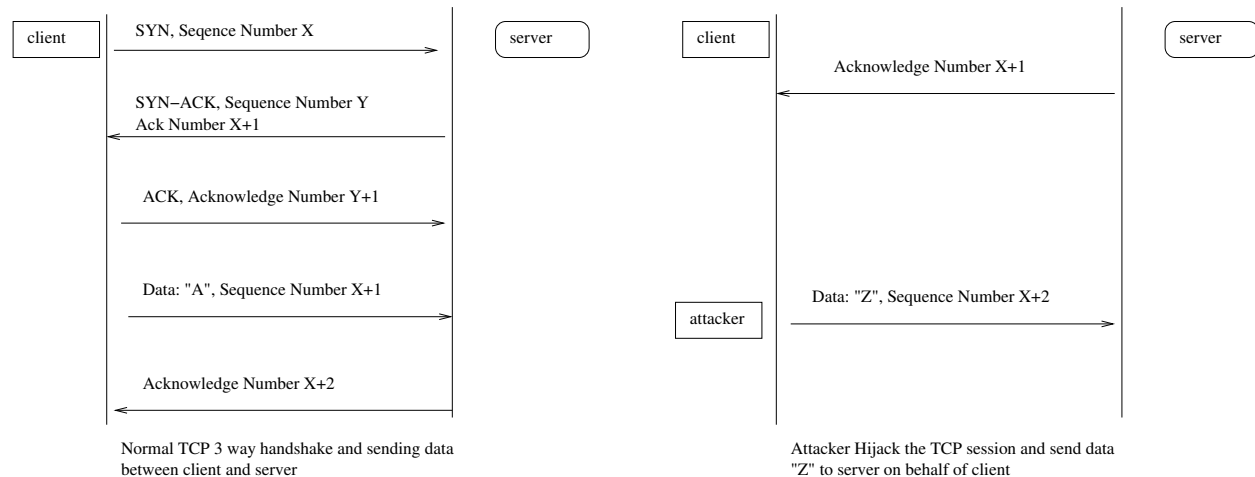 client
SYN, Seqence Number X
server
SYN−ACK, Sequence Number Y
Ack Number X+1
ACK, Acknowledge Number Y+1
Data: "A", Sequence Number X+1
Acknowledge Number X+2
Normal TCP 3 way handshake and sending data
between client and server
client
server
Acknowledge Number X+1
attacker
Data: "Z", Sequence Number X+2
Attacker Hijack the TCP session and send data
"Z" to server on behalf of client